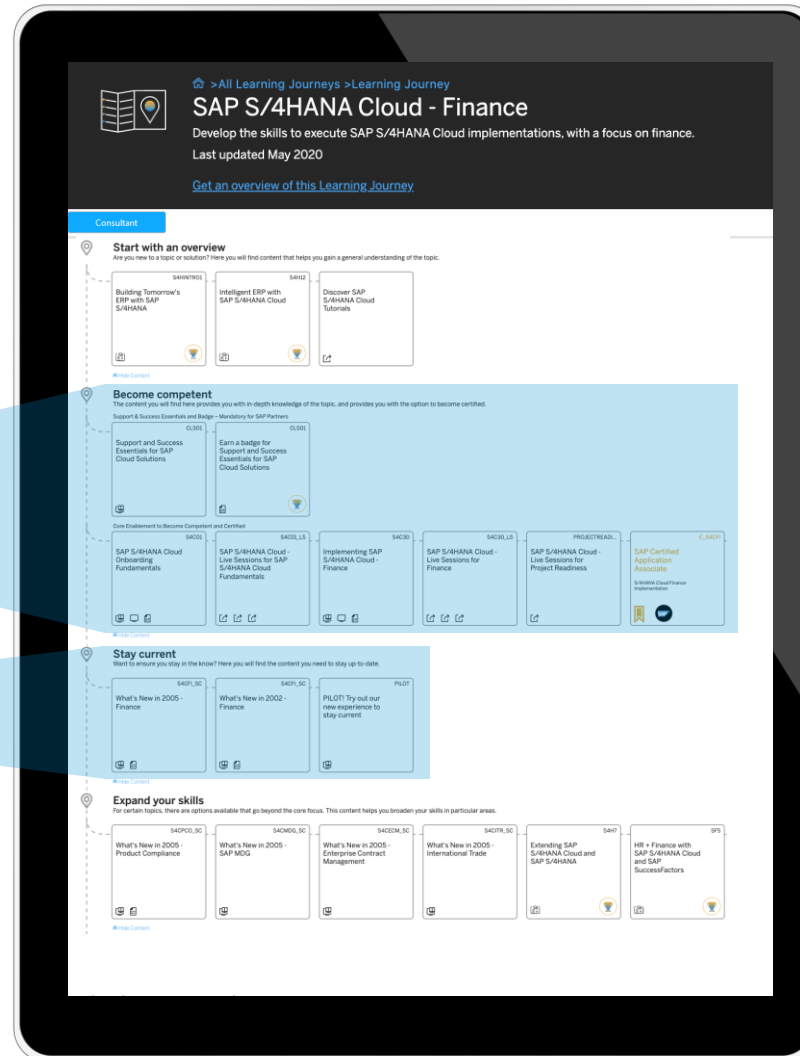 >All Learning Journeys >Learning Journey
SAP S/4HANA Cloud - Finance
Develop the skills to execute SAP S/4HANA Cloud implementations, with a focus on finance.
Last updated May 2020
Get an overview of this Learning Journey
Consultant
Start with an overview
Are you new to a topic or solution? Here you will find content that helps you gain a general understanding of the topic.
S4HINTRO1
Building Tomorrow's
ERP with SAP
S/4HANA
S4H12
Intelligent ERP with
SAP S/4HANA Cloud
Discover SAP
S/4HANA Cloud
Tutorials
Hide Content
Become competent
The content you will find here provides you with in-depth knowledge of the topic, and provides you with the option to become certified.
Support & Success Essentials and Badge – Mandatory for SAP Partners
CLS01
Support and Success
Essentials for SAP
Cloud Solutions
CLS01
Earn a badge for
Support and Success
Essentials for SAP
Cloud Solutions
Core Enablement to Become Competent and Certified
S4C01
SAP S/4HANA Cloud
Onboarding
Fundamentals
S4C01_LS
SAP S/4HANA Cloud -
Live Sessions for SAP
S/4HANA Cloud
Fundamentals
S4C30
Implementing SAP
S/4HANA Cloud -
Finance
S4C30_LS
SAP S/4HANA Cloud -
Live Sessions for
Finance
PROJECTREADI...
SAP S/4HANA Cloud -
Live Sessions for
Project Readiness
C_S4CFI
SAP Certified
Application
Associate
S/4HANA Cloud Finance
Implementation
Hide Content
Stay current
Want to ensure you stay in the know? Here you will find the content you need to stay up-to-date.
S4CFI_SC
What's New in 2005 -
Finance
S4CFI_SC
What's New in 2002 -
Finance
PILOT
PILOT! Try out our
new experience to
stay current
Hide Content
Expand your skills
For certain topics, there are options available that go beyond the core focus. This content helps you broaden your skills in particular areas.
S4CPCO_SC
What's New in 2005 -
Product Compliance
S4CMDG_SC
What's New in 2005 -
SAP MDG
S4CECM_SC
What's New in 2005 -
Enterprise Contract
Management
S4CITR_SC
What's New in 2005 -
International Trade
S4H7
Extending SAP
S/4HANA Cloud and
SAP S/4HANA
SF5
HR + Finance with
SAP S/4HANA Cloud
and SAP
SuccessFactors
Hide Content